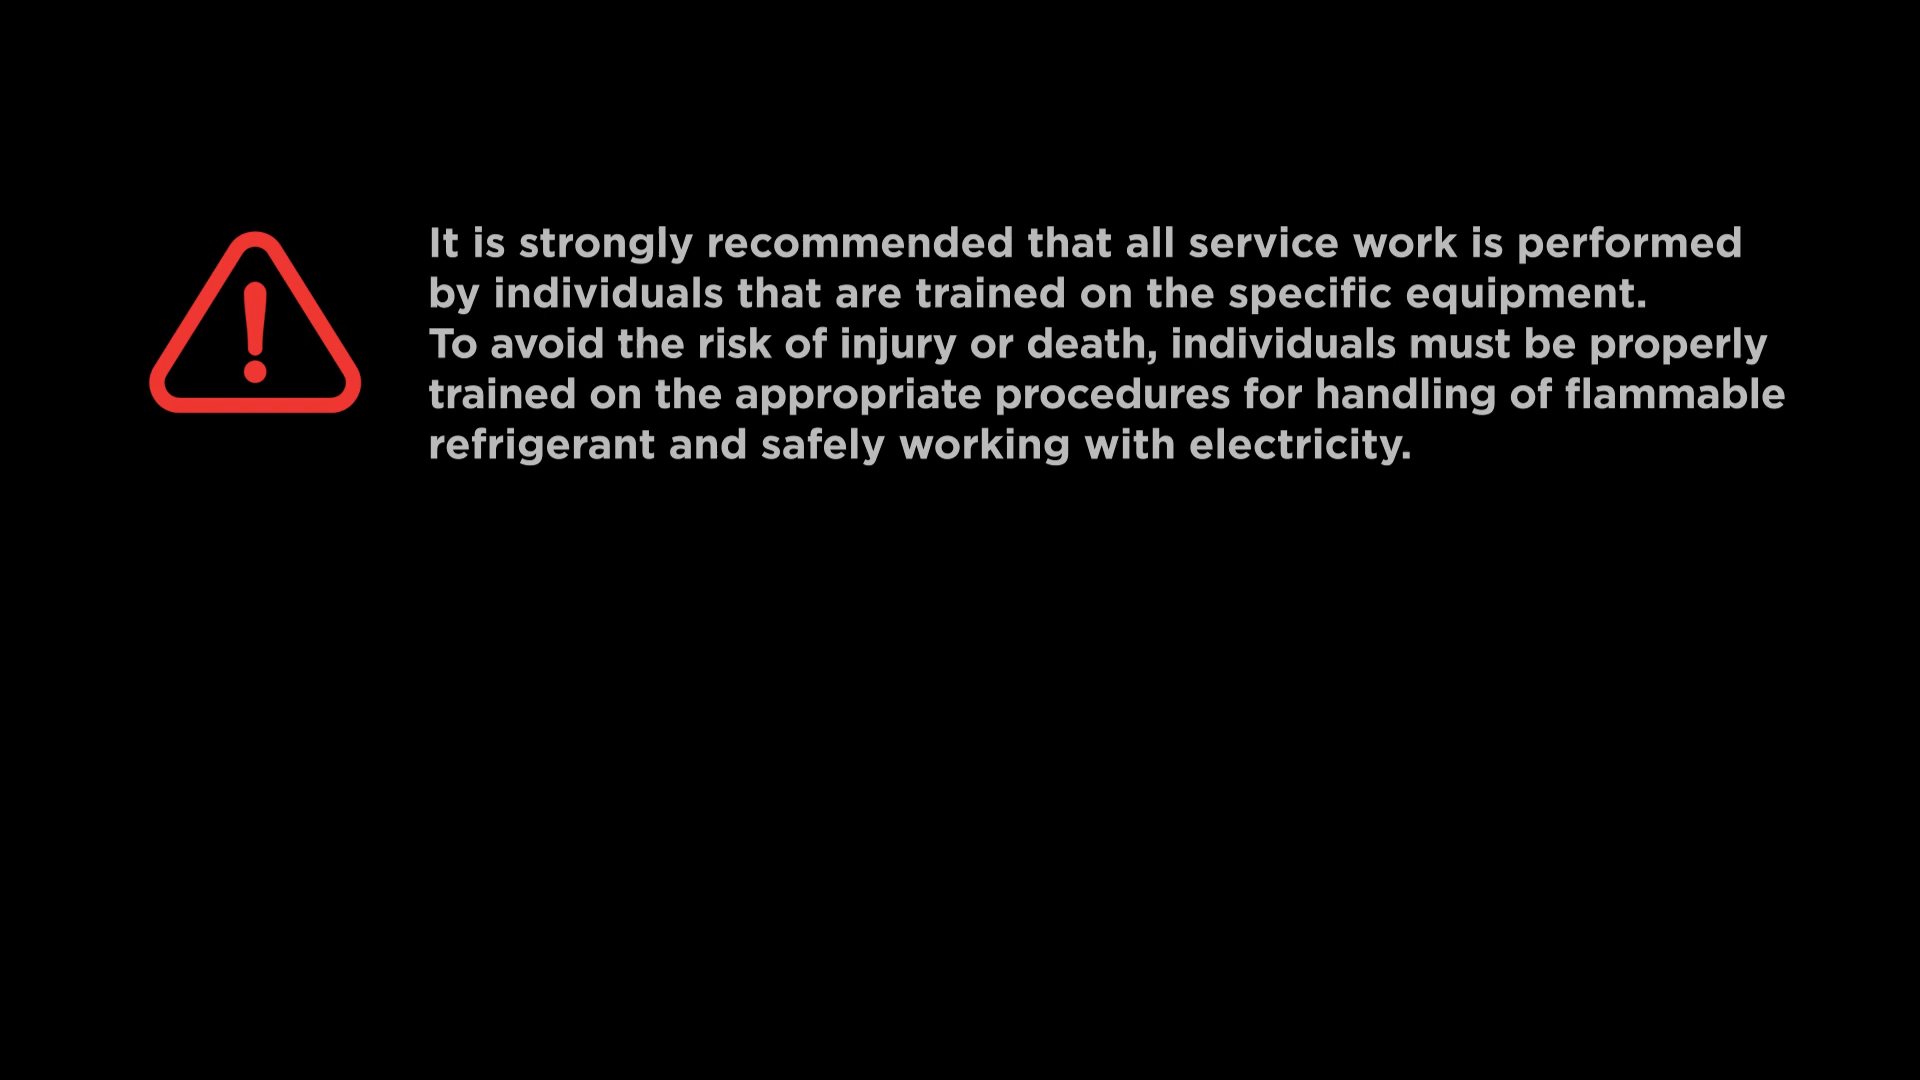 It is strongly recommended that all service work is performed
by individuals that are trained on the specific equipment.
To avoid the risk of injury or death, individuals must be properly
trained on the appropriate procedures for handling of flammable
refrigerant and safely working with electricity.